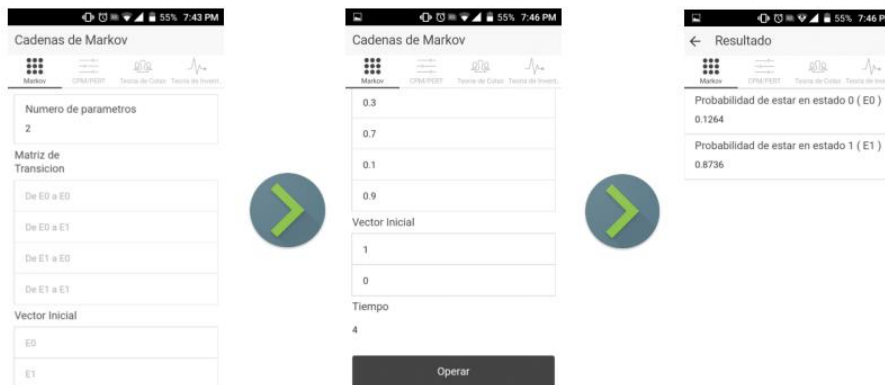 55% 7:43 PM
Cadenas de Markov
Markov CPM/PERT Teoria de Colas Teoria de Invent.
Numero de parametros
2
Matriz de
Transicion
De E0 a E0
De E0 a E1
De E1 a E0
De E1 a E1
Vector Inicial
E0
E1
55% 7:46 PM
Cadenas de Markov
Markov CPM/PERT Teoria de Colas Teoria de Invent.
0.3
0.7
0.1
0.9
Vector Inicial
1
0
Tiempo
4
Operar
55% 7:46 P
Resultado
Markov CPM/PERT Teoria de Colas Teoria de Inve
Probabilidad de estar en estado 0 ( E0 )
0.1264
Probabilidad de estar en estado 1 ( E1 )
0.8736